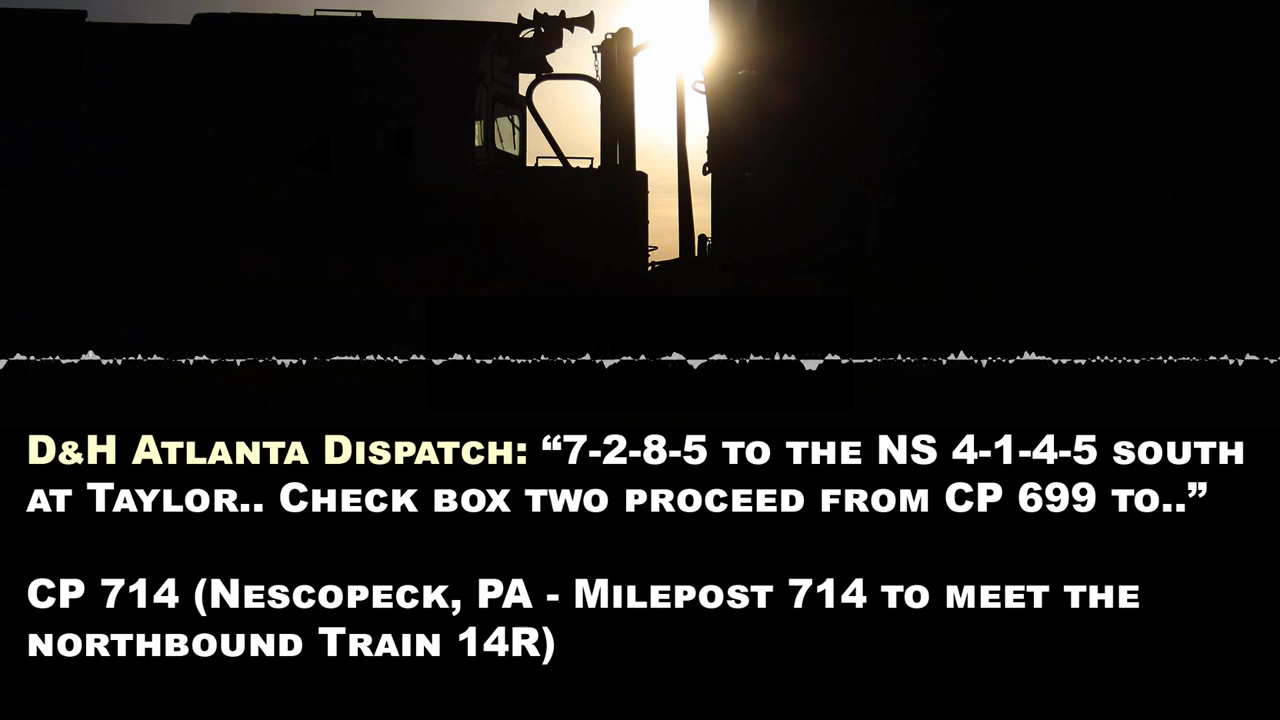 D&H Atlanta Dispatch: “7-2-8-5 to the NS 4-1-4-5 south
at Taylor.. Check box two proceed from CP 699 to..”
CP 714 (Nescopeck, PA - Milepost 714 to meet the
northbound Train 14R)